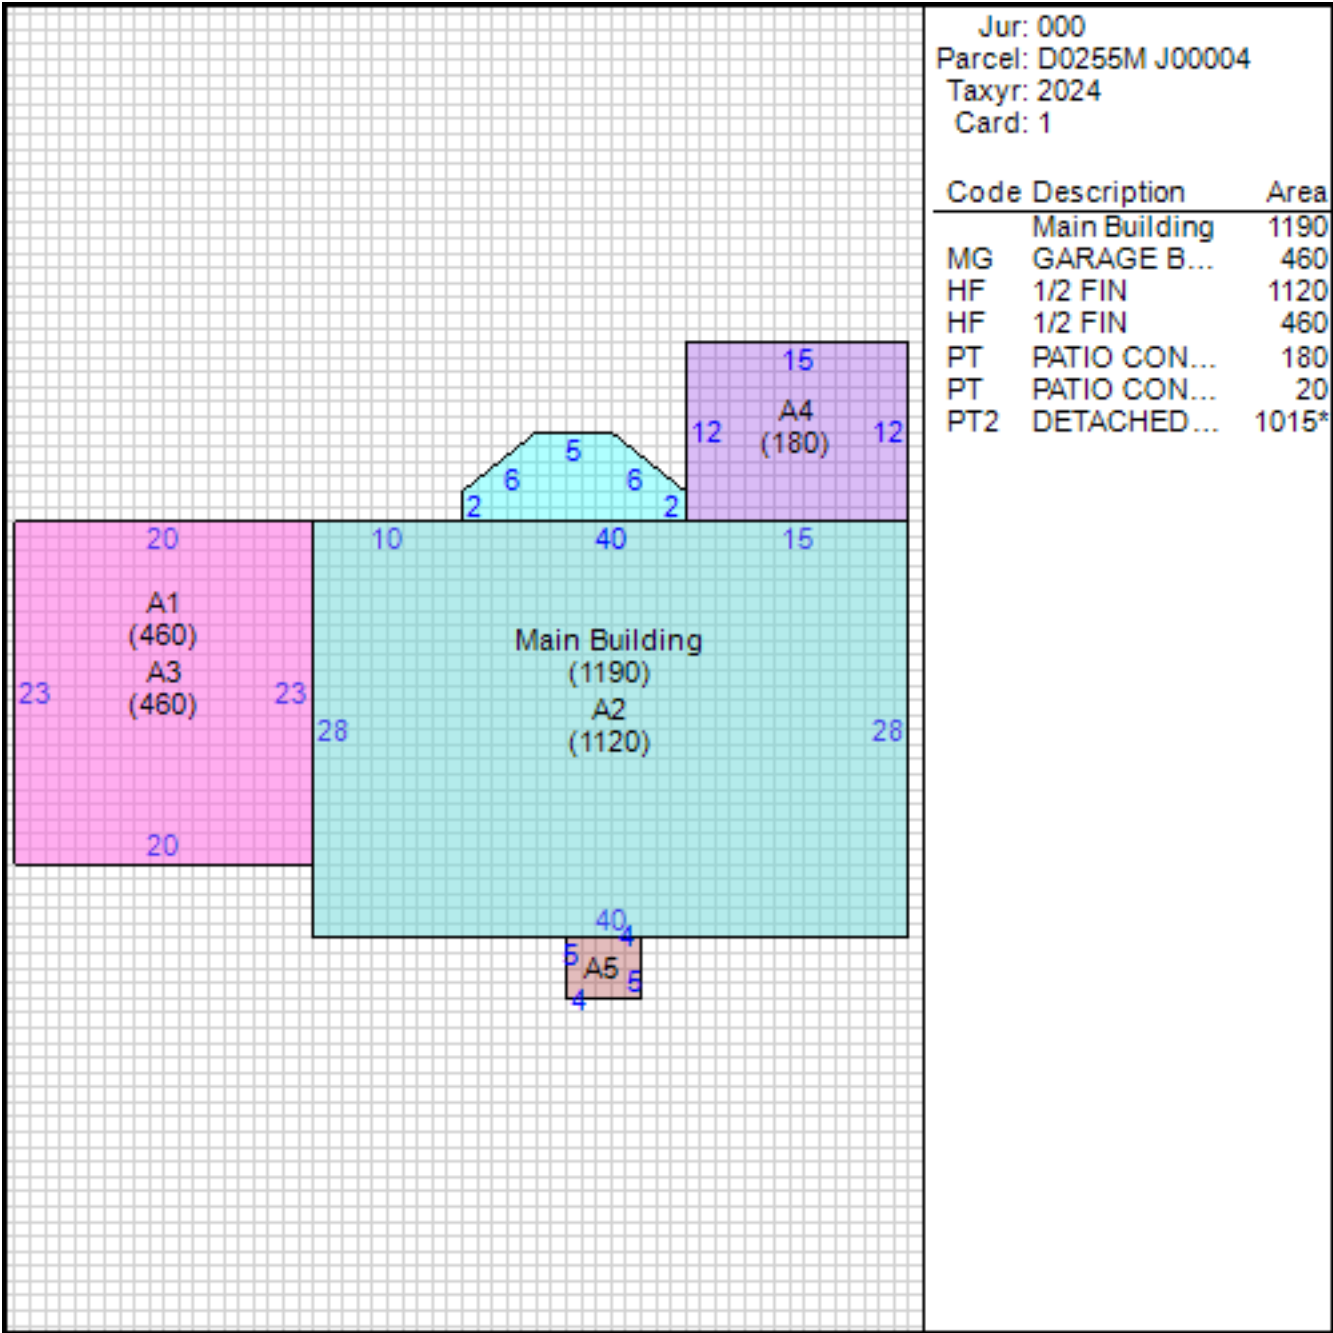 Jur: 000
Parcel: D0255M J00004
Taxyr: 2024
Card: 1
Code Description Area
Main Building 1190
MG GARAGE B... 460
HF 1/2 FIN 1120
HF 1/2 FIN 460
PT PATIO CON... 180
PT PATIO CON... 20
PT2 DETACHED... 1015*
15
A4
(180)
12 12
5
6 6
2 2
20 10 40 15
A1
(460)
A3
(460)
23 23
Main Building
(1190)
A2
(1120)
28 28
20
40
4
5
A5
5
4